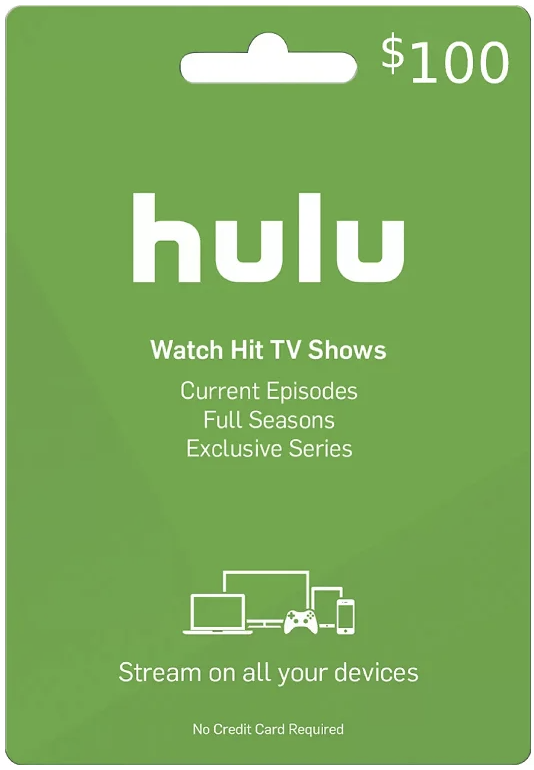 $100
hulu
Watch Hit TV Shows
Current Episodes
Full Seasons
Exclusive Series
Stream on all your devices
No Credit Card Required